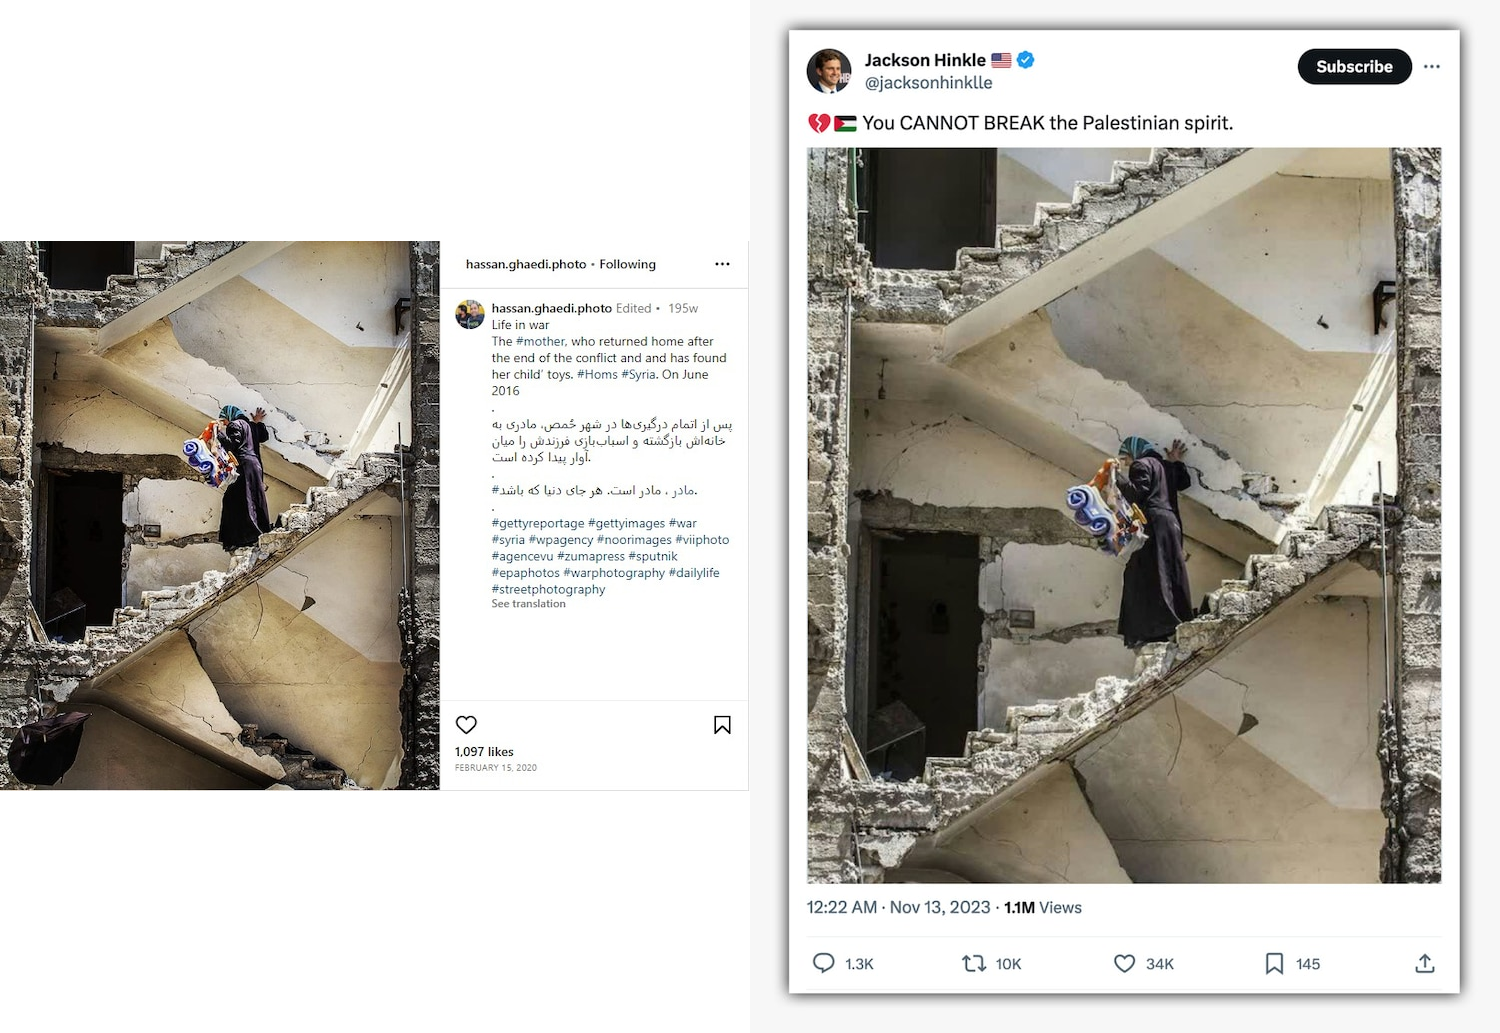 hassan.ghaedi.photo • Following
hassan.ghaedi.photo Edited • 195w
Life in war
The #mother, who returned home after
the end of the conflict and and has found
her child' toys. #Homs #Syria. On June
2016
.
پس از اتمام درگیری‌ها در شهر حُمص، مادری به
خانه‌اش بازگشته و اسباب‌بازی فرزندش را میان
آوار پیدا کرده است.
.
#مادر ، مادر است. هر جای دنیا که باشد.
.
#gettyreportage #gettyimages #war
#syria #wpagency #noorimages #viiphoto
#agencevu #zumapress #sputnik
#epaphotos #warphotography #dailylife
#streetphotography
See translation
1,097 likes
FEBRUARY 15, 2020
Jackson Hinkle 🇺🇸
@jacksonhinklle
Subscribe
💔🇵🇸 You CANNOT BREAK the Palestinian spirit.
12:22 AM · Nov 13, 2023 · 1.1M Views
1.3K
10K
34K
145